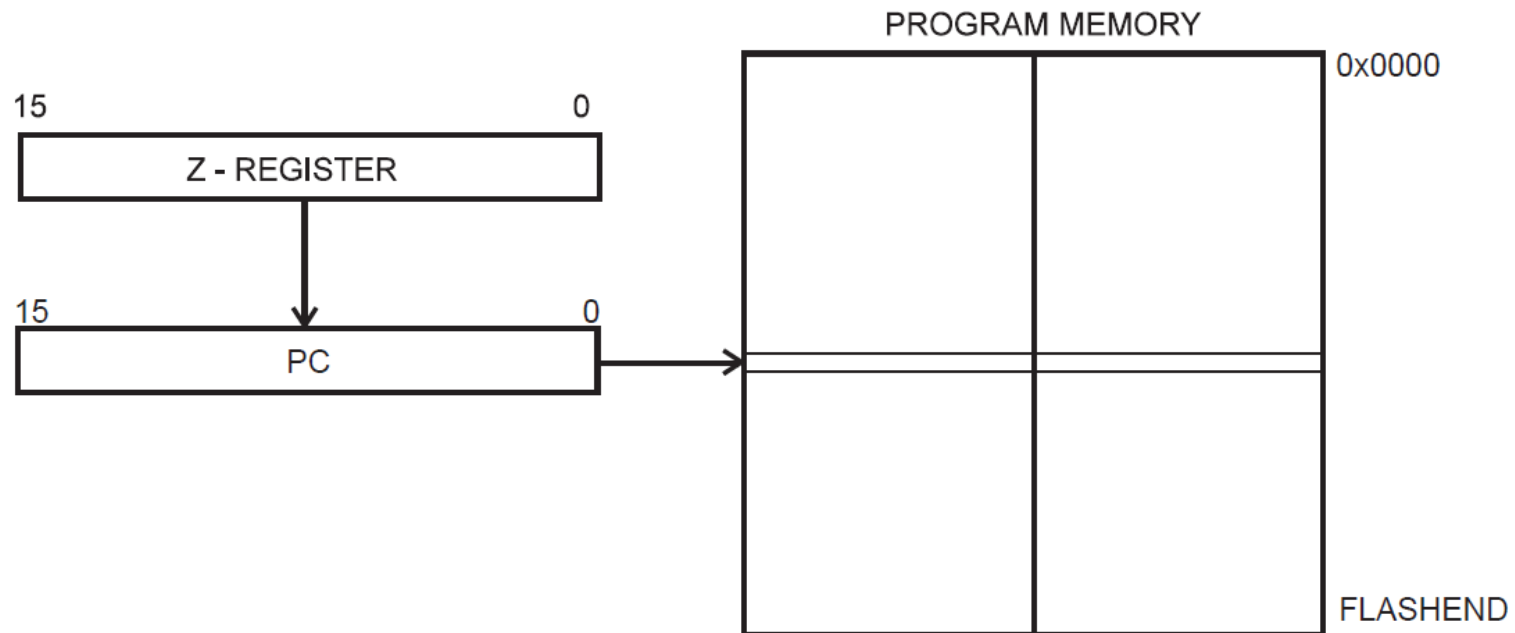 PROGRAM MEMORY
0x0000
15 0
Z - REGISTER
15 0
PC
FLASHEND